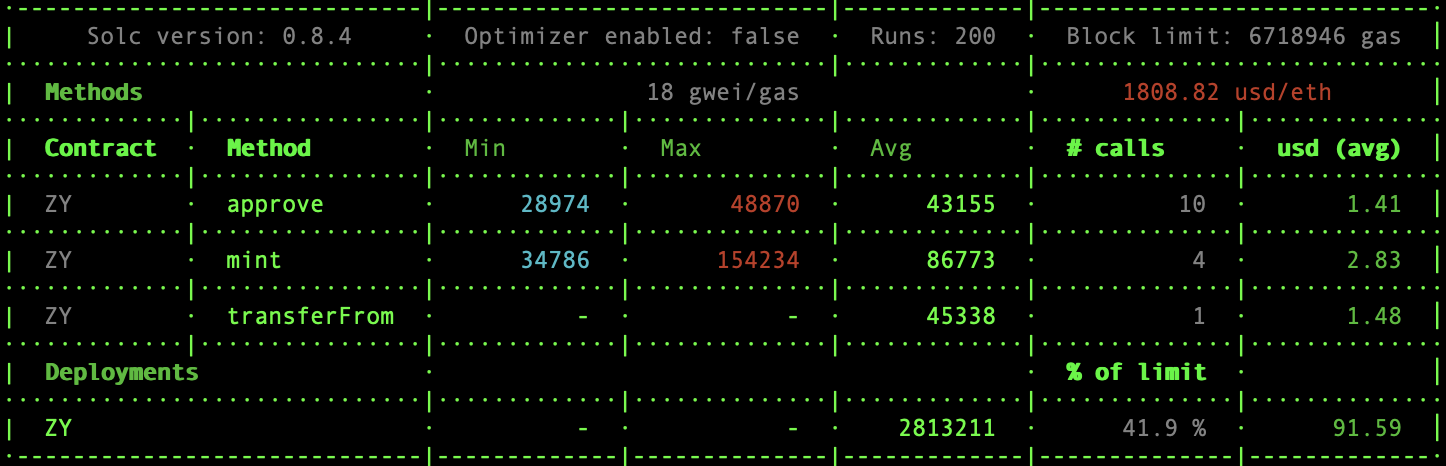 Solc version: 0.8.4 · Optimizer enabled: false · Runs: 200 · Block limit: 6718946 gas
Methods · 18 gwei/gas · 1808.82 usd/eth
Contract · Method · Min · Max · Avg · # calls · usd (avg)
ZY · approve · 28974 · 48870 · 43155 · 10 · 1.41
ZY · mint · 34786 · 154234 · 86773 · 4 · 2.83
ZY · transferFrom · - · - · 45338 · 1 · 1.48
Deployments · · % of limit ·
ZY · - · - · 2813211 · 41.9 % · 91.59